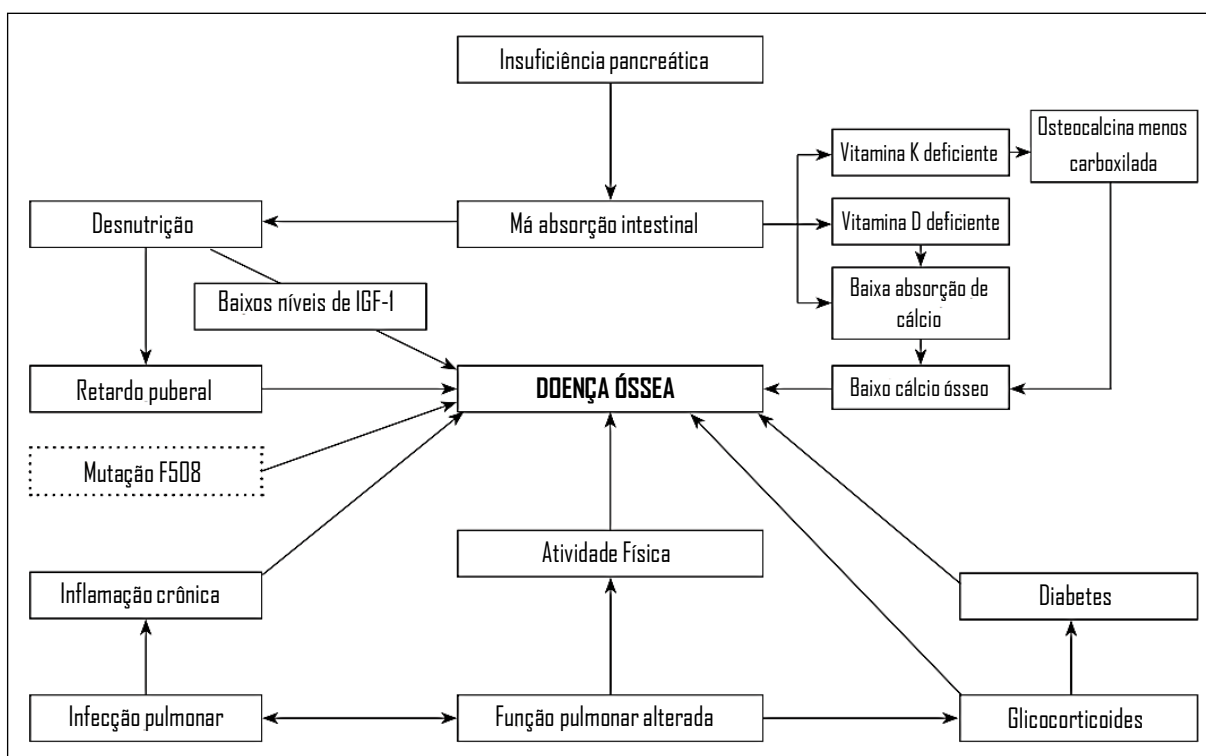 Insuficiência pancreática
Osteocalcina menos
carboxilada
Vitamina K deficiente
Desnutrição
Má absorção intestinal
Vitamina D deficiente
Baixa absorção de
cálcio
Baixos níveis de IGF-1
Retardo puberal
DOENÇA ÓSSEA
Baixo cálcio ósseo
Mutação F508
Atividade Física
Inflamação crônica
Diabetes
Infecção pulmonar
Função pulmonar alterada
Glicocorticoides